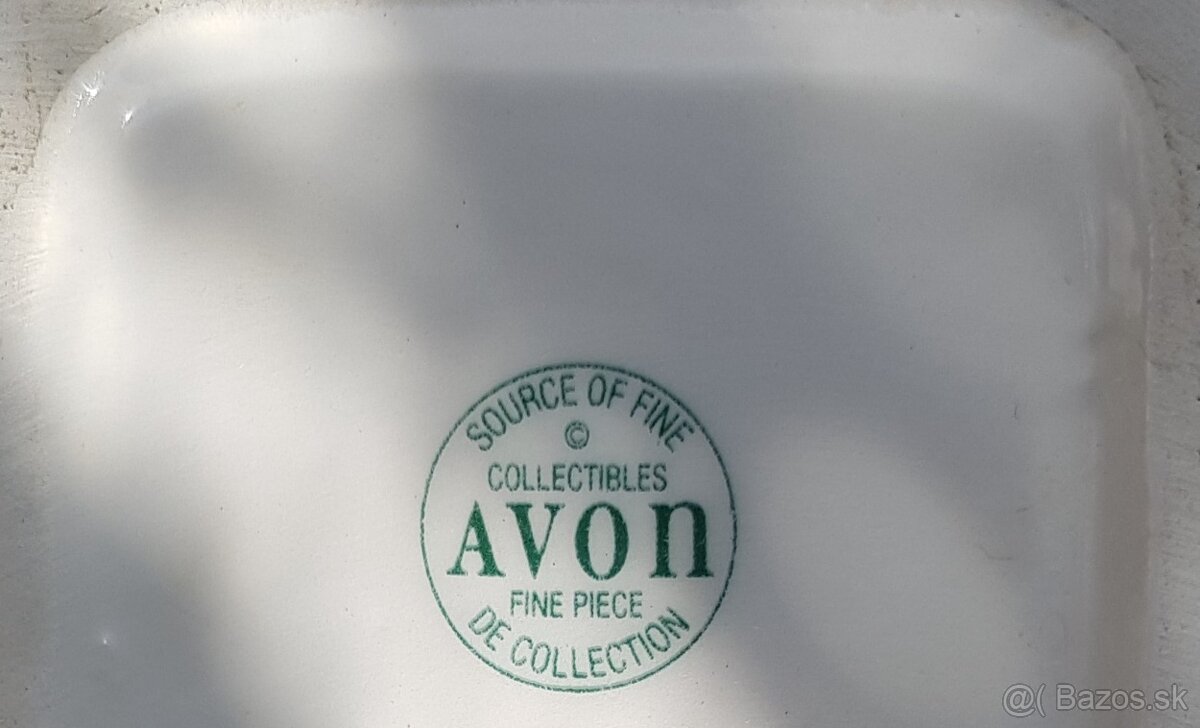 SOURCE OF FINE
©
COLLECTIBLES
AVON
FINE PIECE
DE COLLECTION
@( Bazos.sk